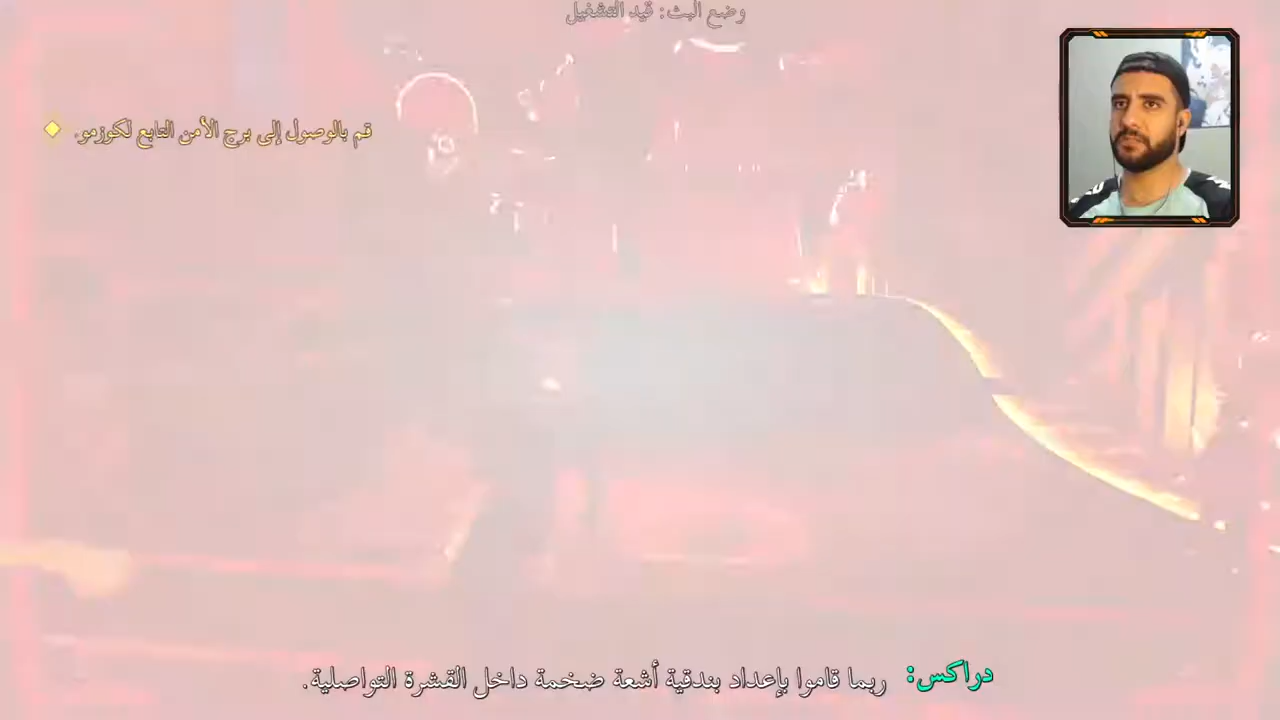 وضع البث: قيد التشغيل
قم بالوصول إلى برج الأمن التابع لكوزمو.
دراكس: ربما قاموا بإعداد بندقية أشعة ضخمة داخل القشرة التواصلية.